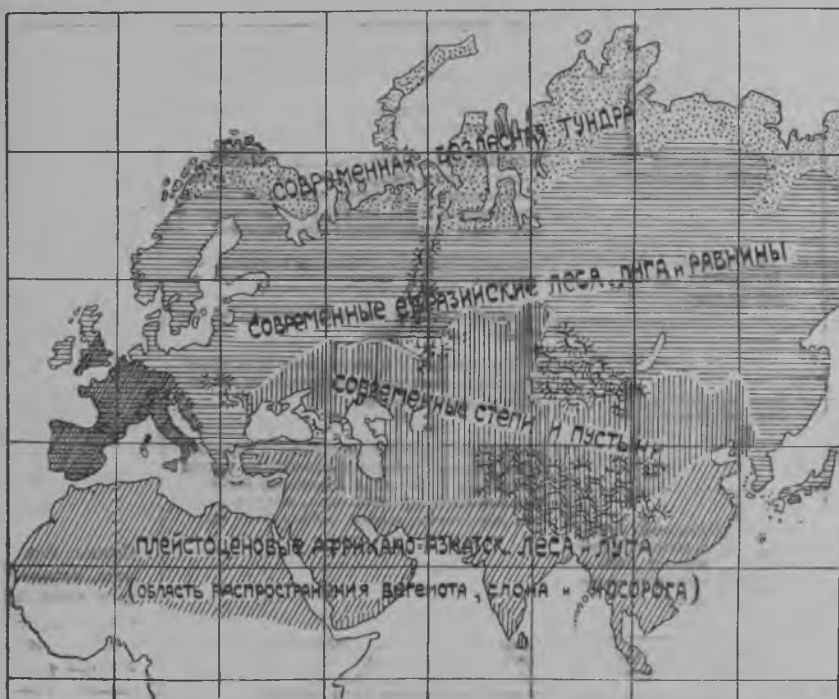 СОВРЕМЕННАЯ БЕЗЛЕСНАЯ ТУНДРА
СОВРЕМЕННЫЕ ЕВРАЗИЙСКИЕ ЛЕСА, ЛУГА и РАВНИНЫ
СОВРЕМЕННЫЕ СТЕПИ И ПУСТЫНИ
ПЛЕЙСТОЦЕНОВЫЕ АФРИКАНО-АЗИАТСК. ЛЕСА и ЛУГА
(ОБЛАСТЬ РАСПРОСТРАНЕНИЯ БЕГЕМОТА, СЛОНА и НОСОРОГА)